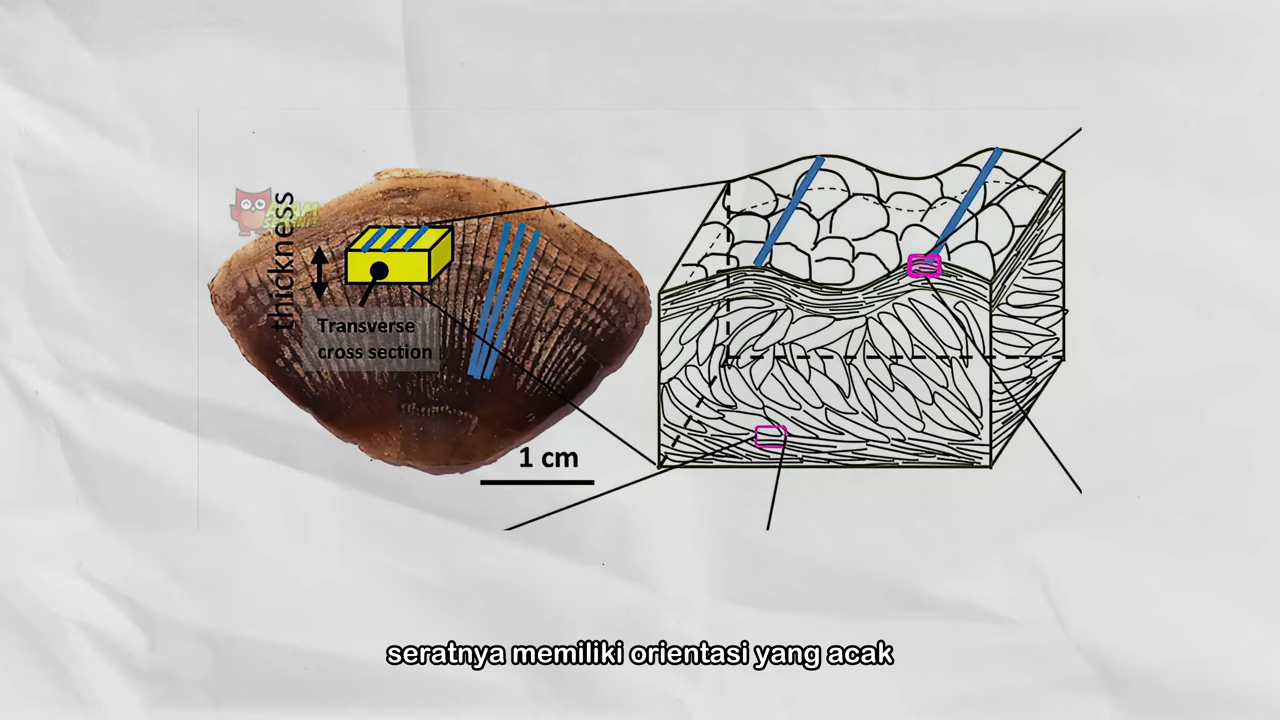 thickness
Transverse
cross section
1 cm
seratnya memiliki orientasi yang acak